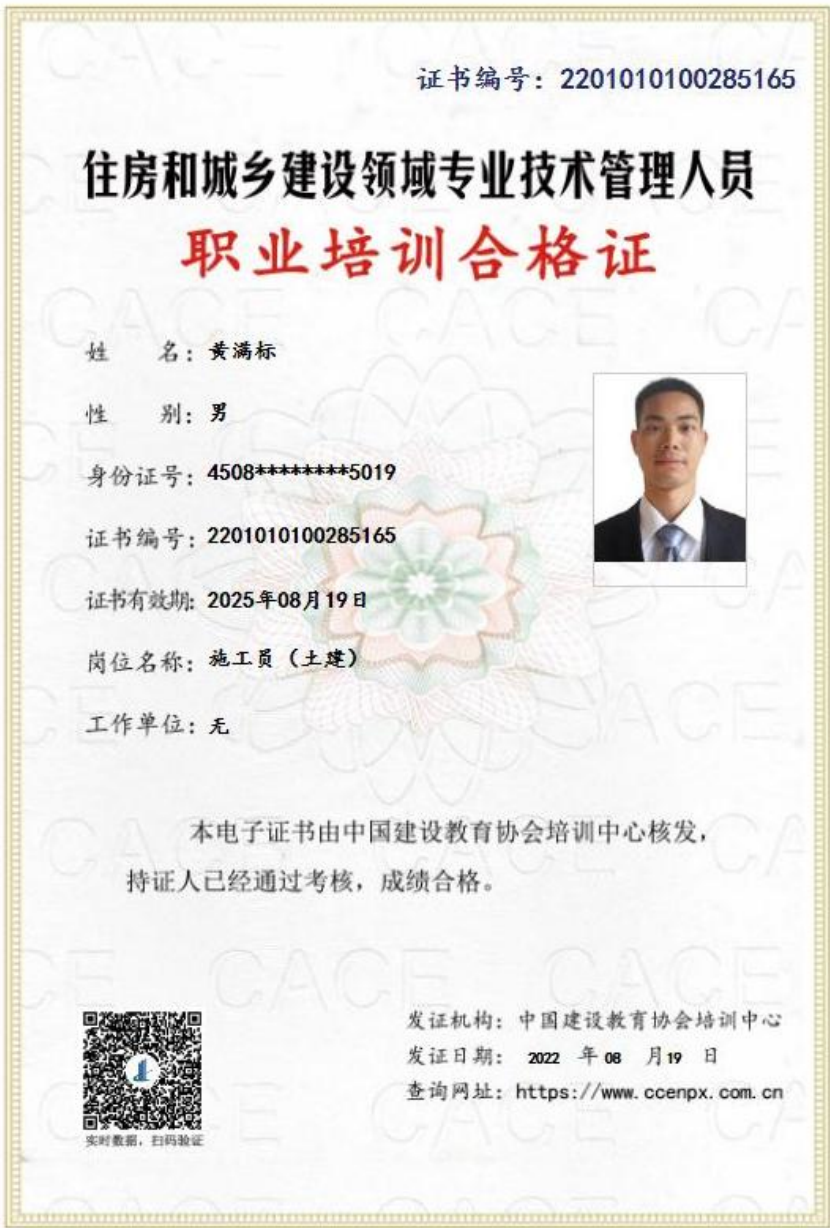 证书编号：2201010100285165
住房和城乡建设领域专业技术管理人员
职业培训合格证
姓 名：黄满标
性 别：男
身份证号：4508********5019
证书编号：2201010100285165
证书有效期：2025年08月19日
岗位名称：施工员（土建）
工作单位：无
本电子证书由中国建设教育协会培训中心核发，
持证人已经通过考核，成绩合格。
发证机构：中国建设教育协会培训中心
发证日期： 2022 年 08 月 19 日
查询网址：https://www.ccenpx.com.cn
实时数据，扫码验证
CACE